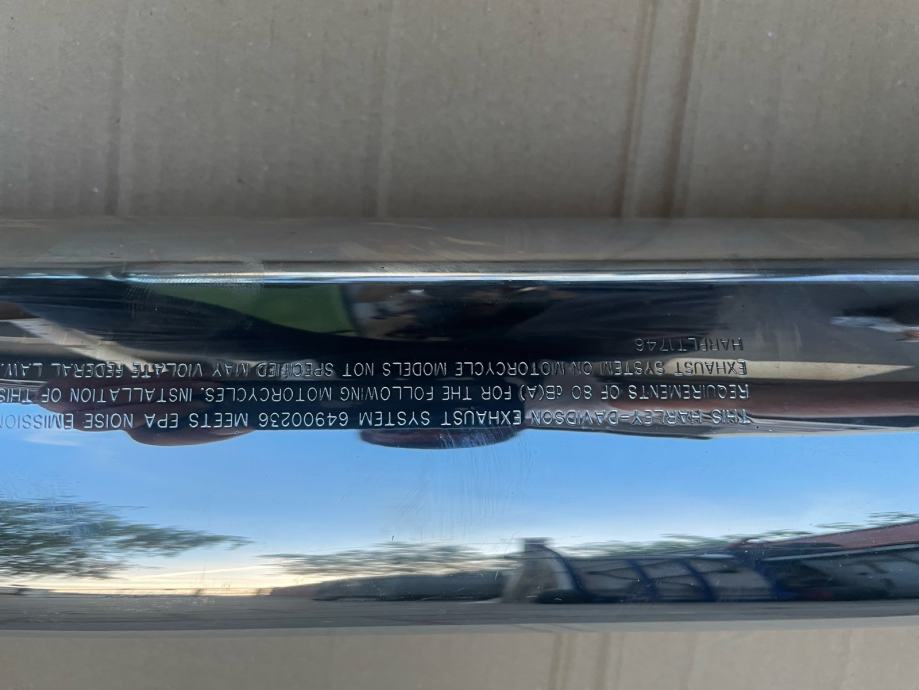 THIS HARLEY-DAVIDSON EXHAUST SYSTEM 64900236 MEETS EPA NOISE EMISSION
REQUIREMENTS OF 80 dB(A) FOR THE FOLLOWING MOTORCYCLES. INSTALLATION OF THIS
EXHAUST SYSTEM ON MOTORCYCLE MODELS NOT SPECIFIED MAY VIOLATE FEDERAL LAW.